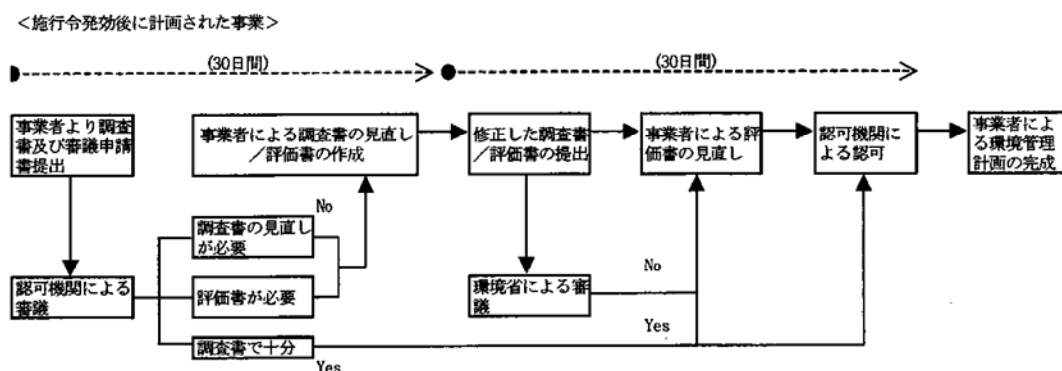 ＜施行令発効後に計画された事業＞
(30日間)
(30日間)
事業者より調査
書及び審議申請
書提出
事業者による調査書の見直し
／評価書の作成
修正した調査書
／評価書の提出
事業者による評
価書の見直し
認可機関によ
る認可
事業者によ
る環境管理
計画の完成
No
調査書の見直し
が必要
認可機関による
審議
評価書が必要
環境省による審
議
No
Yes
調査書で十分
Yes